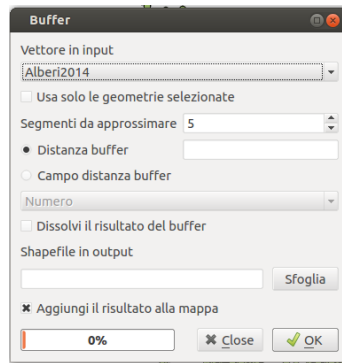 Buffer
Vettore in input
Alberi2014
Usa solo le geometrie selezionate
Segmenti da approssimare 5
Distanza buffer
Campo distanza buffer
Numero
Dissolvi il risultato del buffer
Shapefile in output
Sfoglia
Aggiungi il risultato alla mappa
0% Close OK